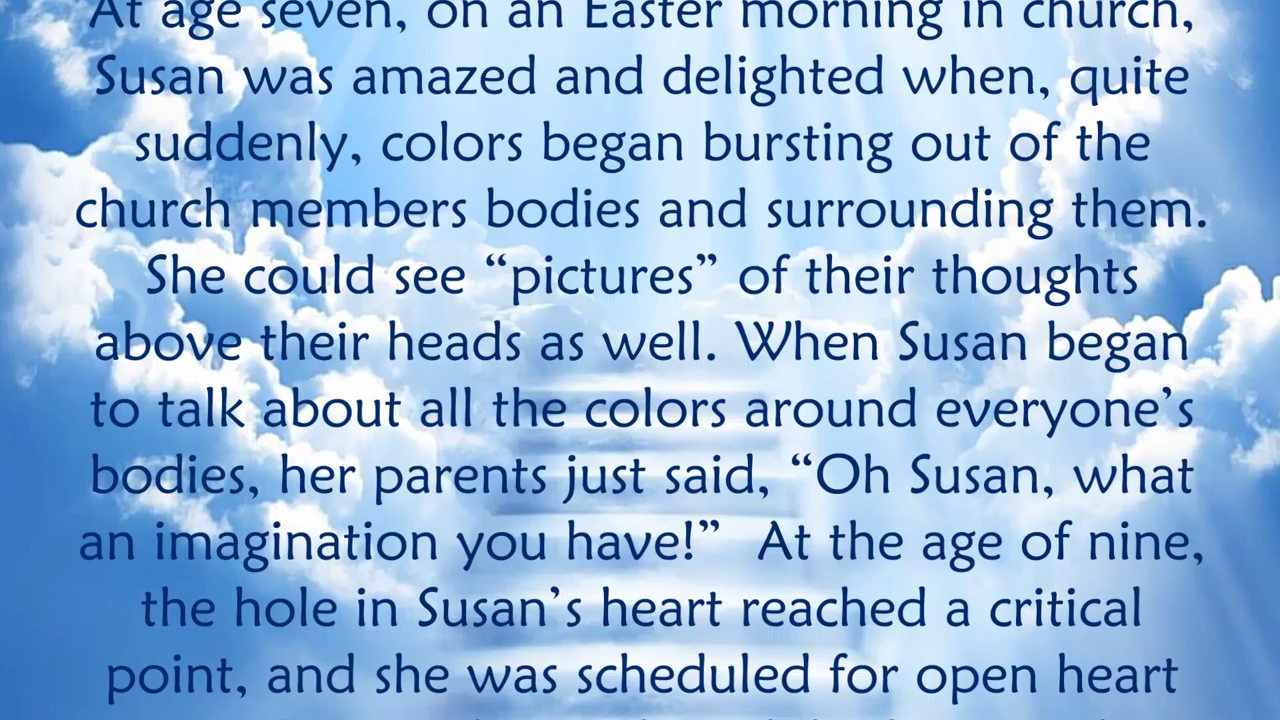 At age seven, on an Easter morning in church,
Susan was amazed and delighted when, quite
suddenly, colors began bursting out of the
church members bodies and surrounding them.
She could see “pictures” of their thoughts
above their heads as well. When Susan began
to talk about all the colors around everyone’s
bodies, her parents just said, “Oh Susan, what
an imagination you have!”  At the age of nine,
the hole in Susan’s heart reached a critical
point, and she was scheduled for open heart